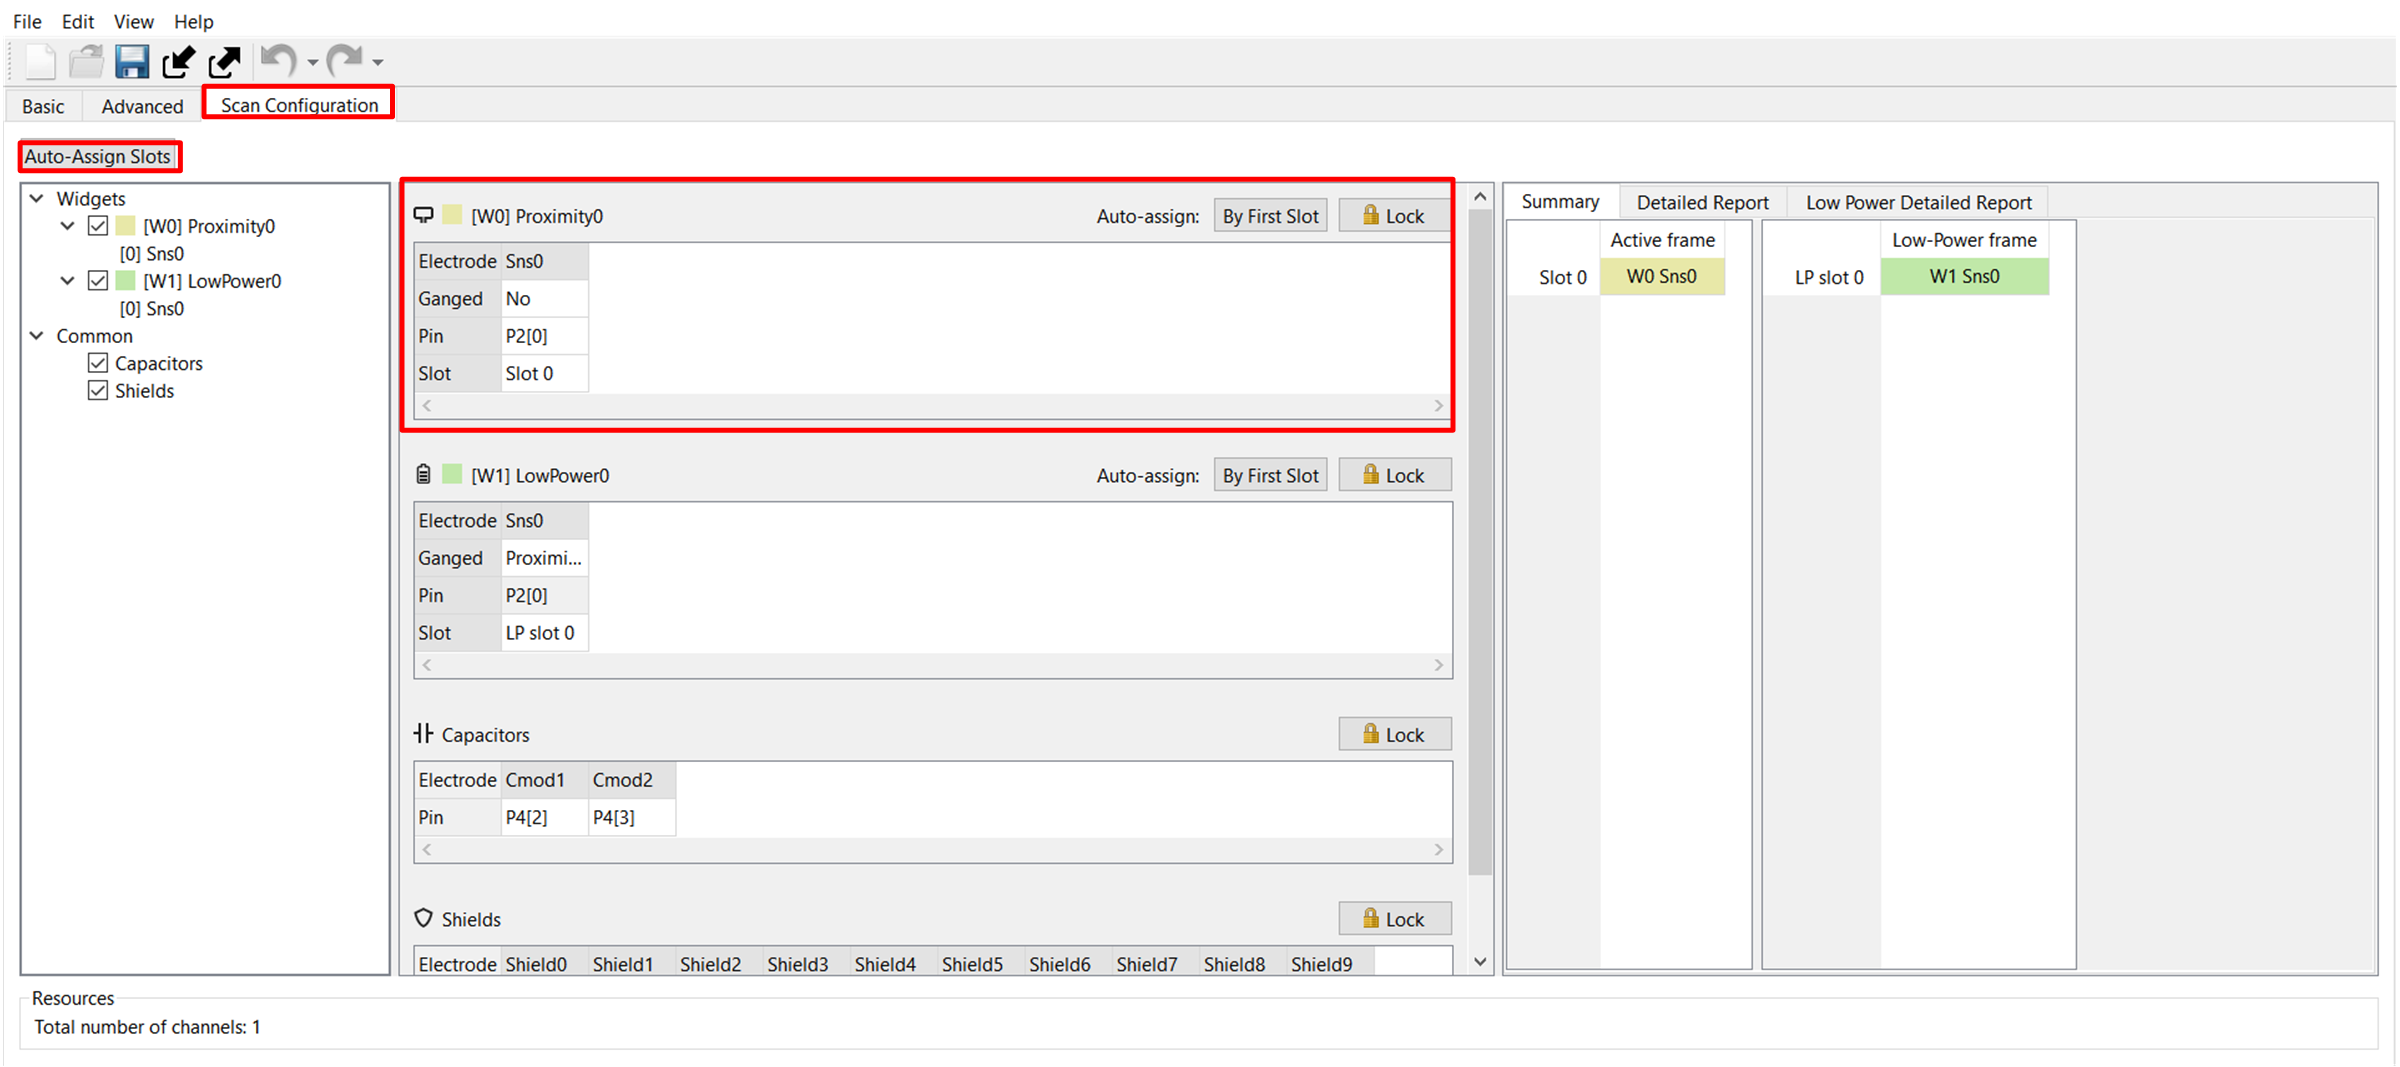 File Edit View Help
Basic Advanced Scan Configuration
Auto-Assign Slots
Widgets
[W0] Proximity0
[0] Sns0
[W1] LowPower0
[0] Sns0
Common
Capacitors
Shields
[W0] Proximity0 Auto-assign: By First Slot Lock
Electrode Sns0
Ganged No
Pin P2[0]
Slot Slot 0
[W1] LowPower0 Auto-assign: By First Slot Lock
Electrode Sns0
Ganged Proximi...
Pin P2[0]
Slot LP slot 0
Capacitors Lock
Electrode Cmod1 Cmod2
Pin P4[2] P4[3]
Shields Lock
Electrode Shield0 Shield1 Shield2 Shield3 Shield4 Shield5 Shield6 Shield7 Shield8 Shield9
Summary Detailed Report Low Power Detailed Report
Active frame
Slot 0 W0 Sns0
Low-Power frame
LP slot 0 W1 Sns0
Resources
Total number of channels: 1